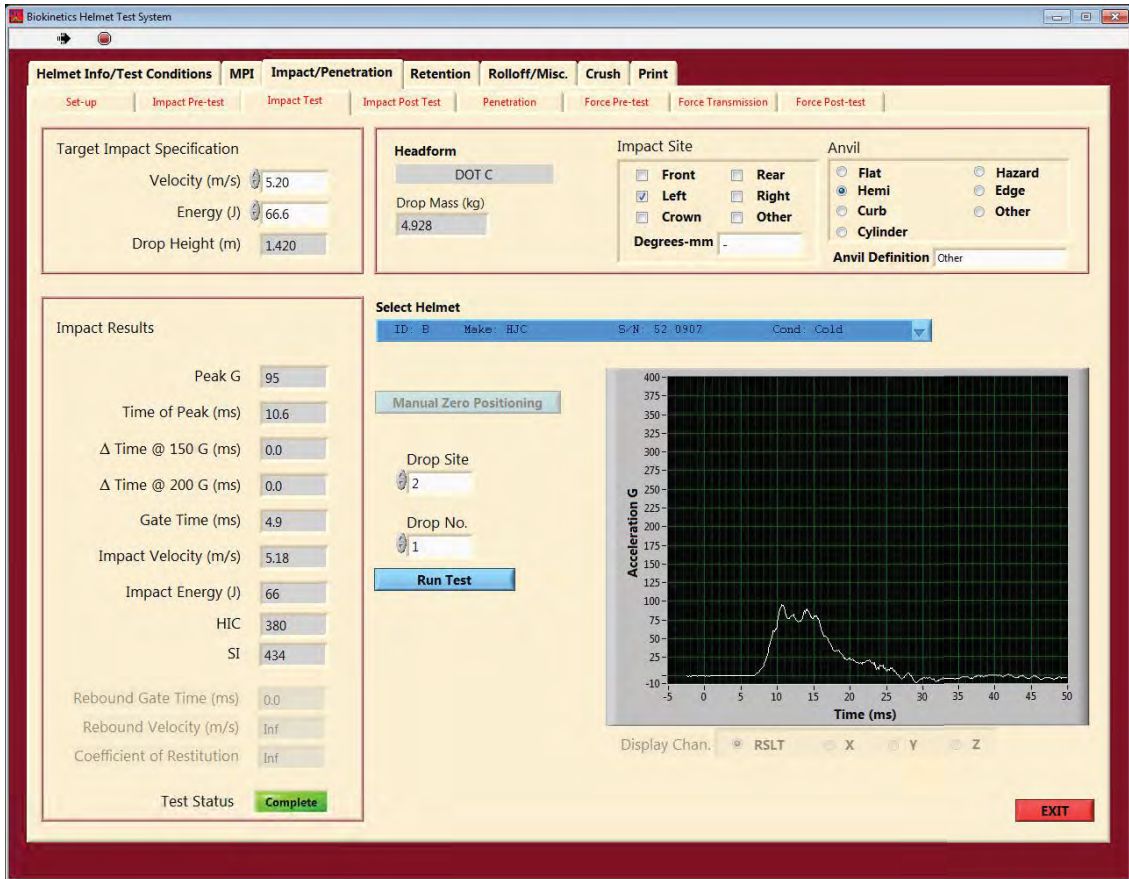 Biokinetics Helmet Test System
Helmet Info/Test Conditions MPI Impact/Penetration Retention Rolloff/Misc. Crush Print
Set-up Impact Pre-test Impact Test Impact Post Test Penetration Force Pre-test Force Transmission Force Post-test
Target Impact Specification
Velocity (m/s) 5.20
Energy (J) 66.6
Drop Height (m) 1.420
Headform
DOT C
Drop Mass (kg)
4.928
Impact Site
Front Rear
Left Right
Crown Other
Degrees-mm -
Anvil
Flat Hazard
Hemi Edge
Curb Other
Cylinder
Anvil Definition Other
Impact Results
Peak G 95
Time of Peak (ms) 10.6
Δ Time @ 150 G (ms) 0.0
Δ Time @ 200 G (ms) 0.0
Gate Time (ms) 4.9
Impact Velocity (m/s) 5.18
Impact Energy (J) 66
HIC 380
SI 434
Rebound Gate Time (ms) 0.0
Rebound Velocity (m/s) Inf
Coefficient of Restitution Inf
Test Status Complete
Select Helmet
ID: B Make: HJC S/N: 52 0907 Cond: Cold
Manual Zero Positioning
Drop Site
2
Drop No.
1
Run Test
Acceleration G
400
375
350
325
300
275
250
225
200
175
150
125
100
75
50
25
-10
-5 0 5 10 15 20 25 30 35 40 45 50
Time (ms)
Display Chan. RSLT X Y Z
EXIT